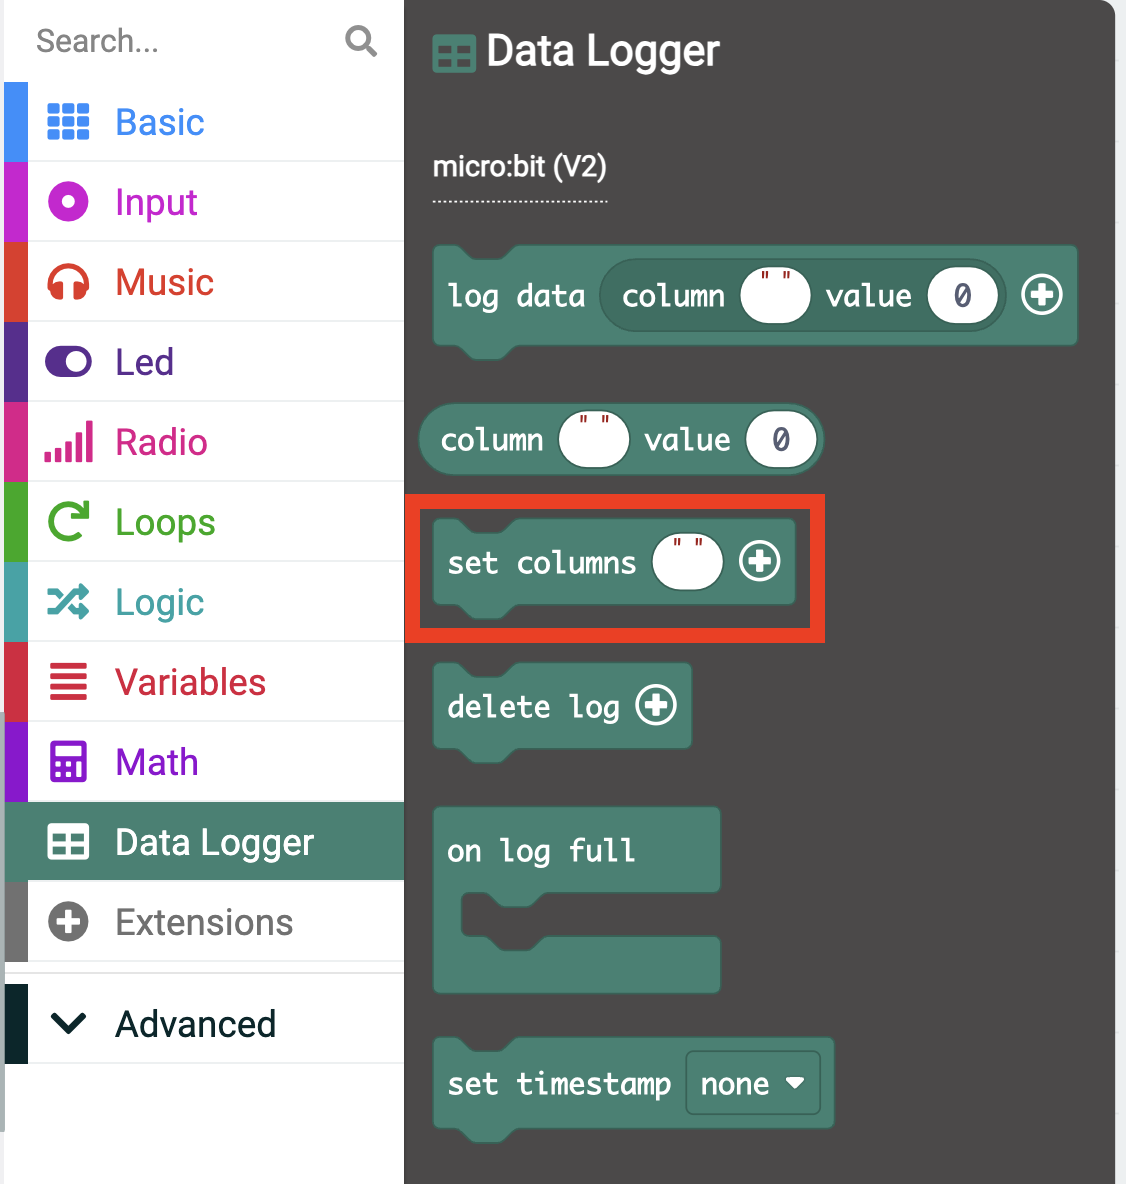 Search...
Basic
Input
Music
Led
Radio
Loops
Logic
Variables
Math
Data Logger
Extensions
Advanced
Data Logger
micro:bit (V2)
log data column " " value 0
column " " value 0
set columns " "
delete log
on log full
set timestamp none